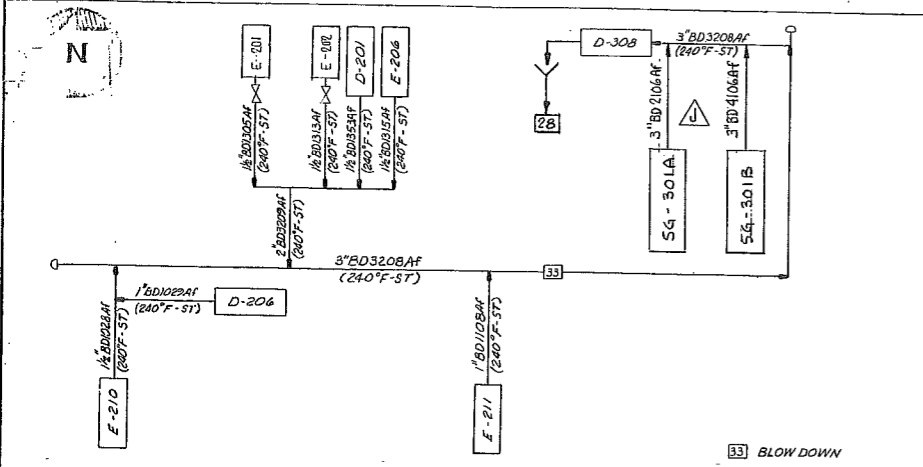 N
E-201
E-202
D-201
E-206
1½"BD1305Af
(240°F-ST)
1½"BD1313Af
(240°F-ST)
1½"BD1353Af
(240°F-ST)
1½"BD1315Af
(240°F-ST)
D-308
3"BD3208Af
(240°F-ST)
28
3"BD2106Af.
J
3"BD4106Af
SG-301A
SG-301B
2"BD3209Af
(240°F-ST)
3"BD3208Af
(240°F-ST)
33
1"BD1029Af
(240°F-ST)
D-206
1½"BD1028Af
(240°F-ST)
E-210
1"BD1108Af
(240°F-ST)
E-211
33 BLOW DOWN